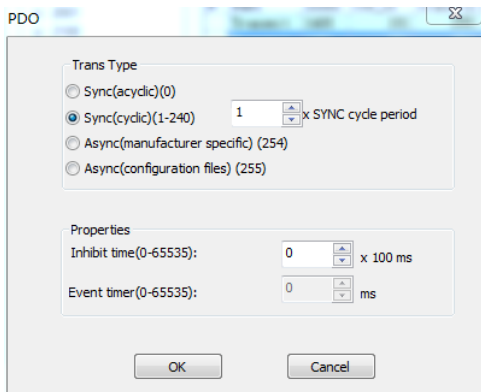 PDO
Trans Type
Sync(acyclic)(0)
Sync(cyclic)(1-240) 1 x SYNC cycle period
Async(manufacturer specific) (254)
Async(configuration files) (255)
Properties
Inhibit time(0-65535): 0 x 100 ms
Event timer(0-65535): 0 ms
OK Cancel